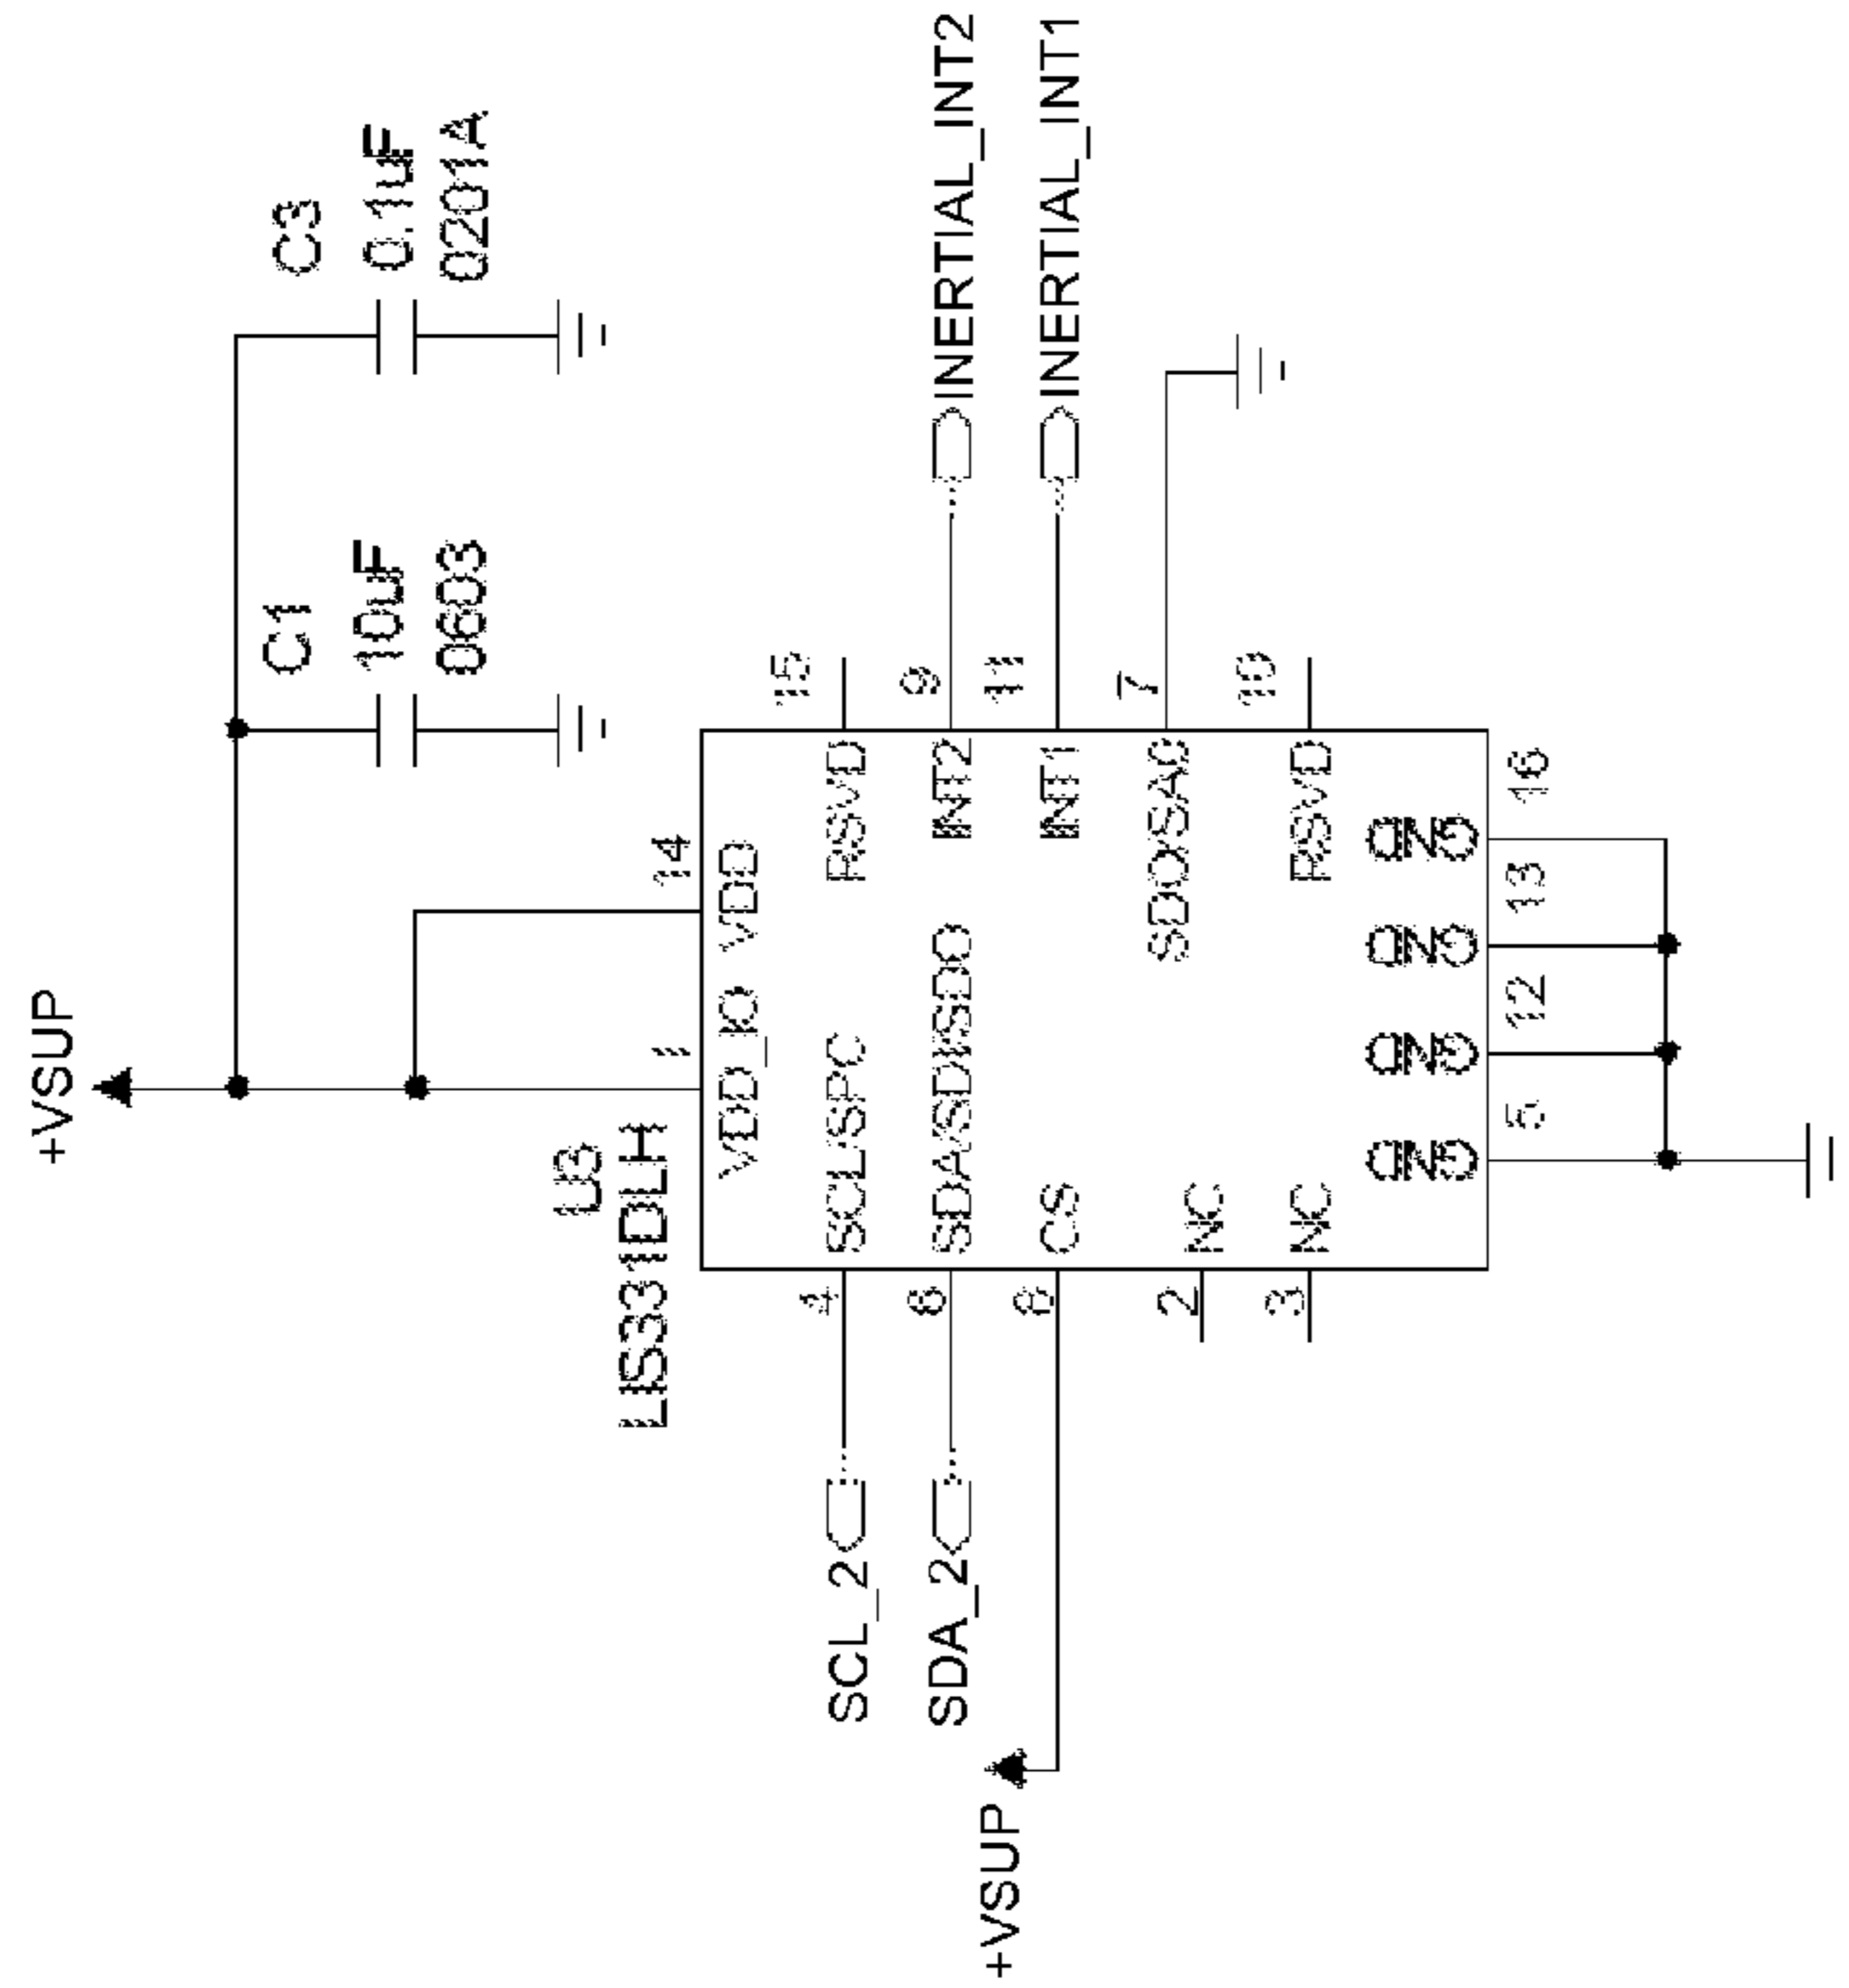 +VSUP
C3
0.1uF
0201A
C1
10uF
0603
U3
LIS331DLH
1
14
VDD_IO
VDD
SCL_2
4
SCL/SPC
RSVD
15
SDA_2
6
SDA/SDI/SDO
INT2
9
INERTIAL_INT2
+VSUP
8
CS
INT1
11
INERTIAL_INT1
SDO/SA0
7
2
NC
3
NC
RSVD
10
GND
GND
GND
GND
5
12
13
16